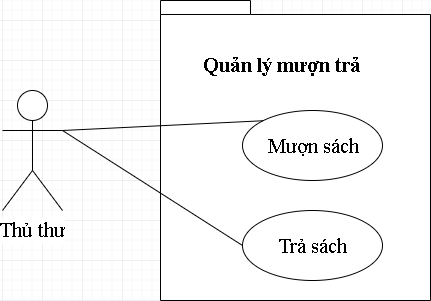 Quản lý mượn trả
Mượn sách
Thủ thư
Trả sách